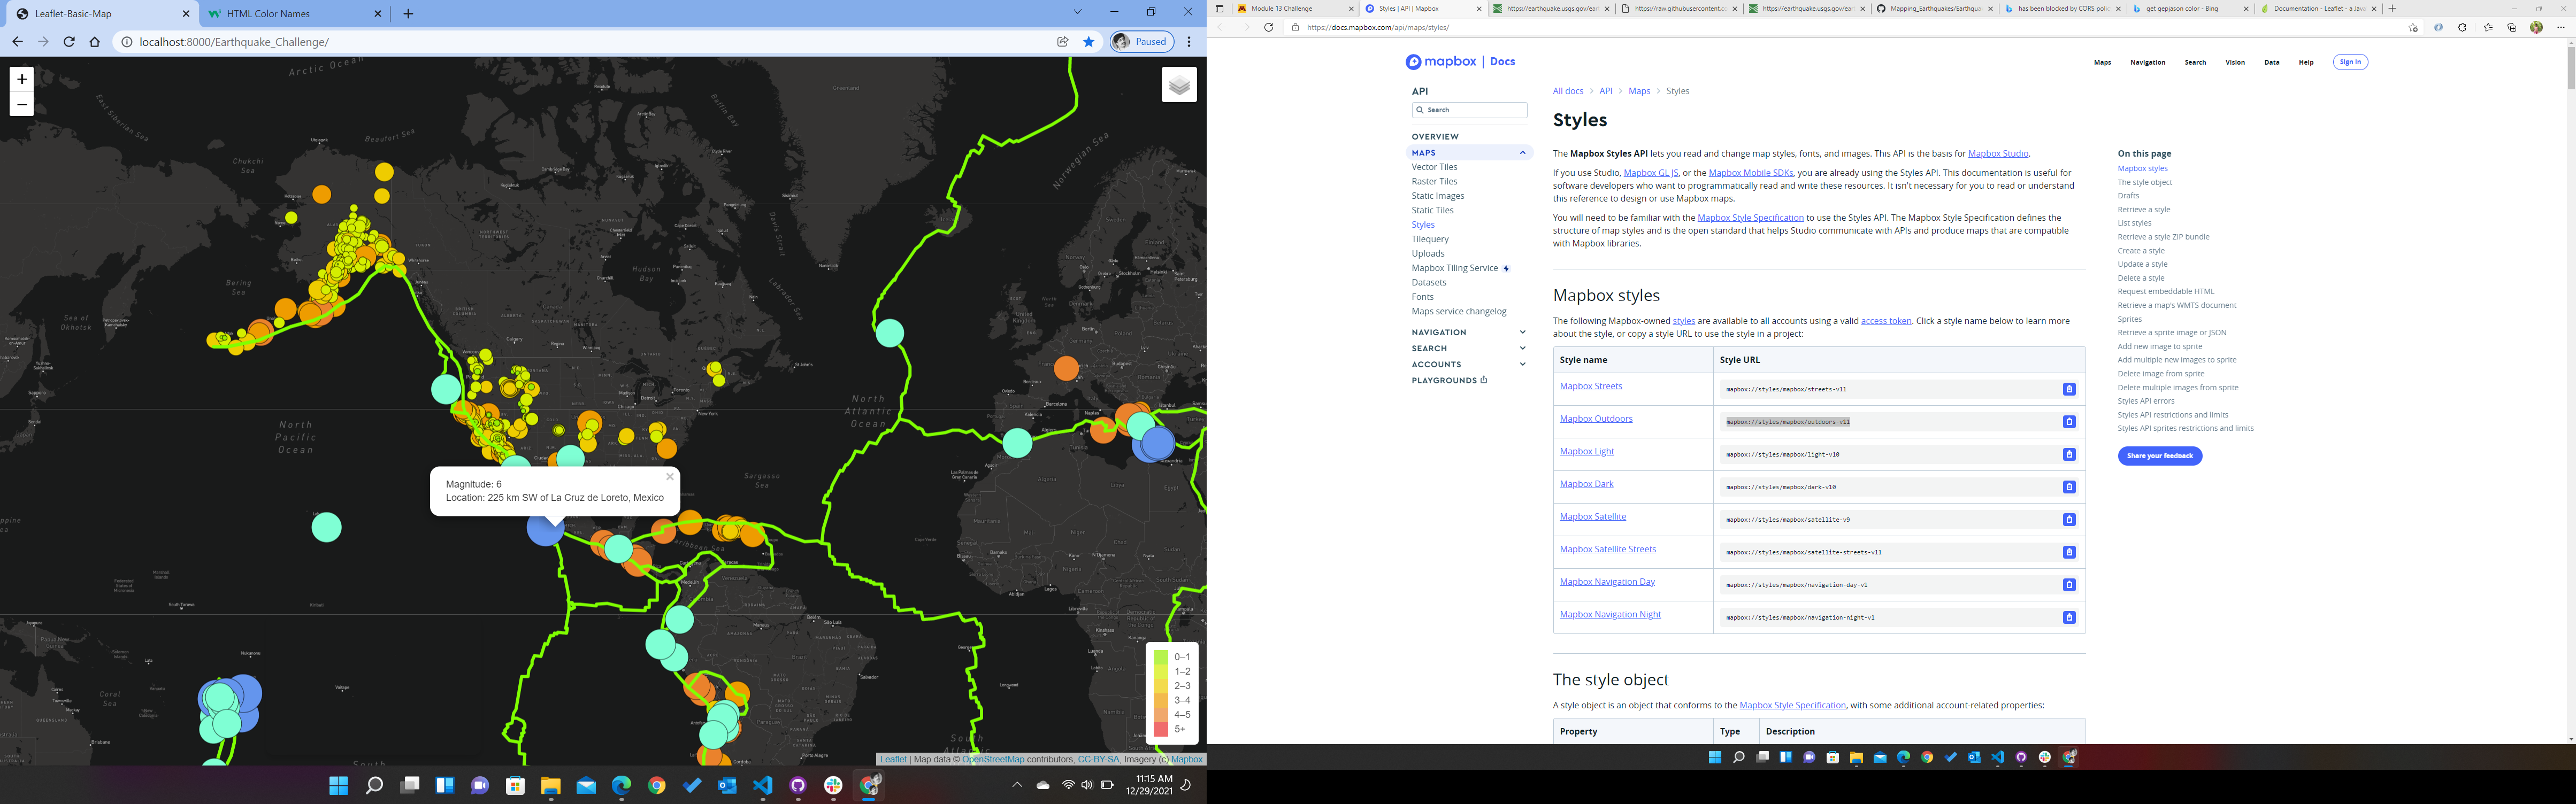 Leaflet-Basic-Map
HTML Color Names
localhost:8000/Earthquake_Challenge/
Paused
+
−
Arctic Ocean
East Siberian Sea
Beaufort Sea
Baffin Bay
Greenland
Chukchi
Sea
Norwegian Sea
Davis Strait
Hudson
Bay
Labrador Sea
Bering
Sea
Sea of
Okhotsk
North
Pacific
Ocean
North
Atlantic
Ocean
Sargasso
Sea
Magnitude: 6
Location: 225 km SW of La Cruz de Loreto, Mexico
×
Coral
Sea
South
0–1
1–2
2–3
3–4
4–5
5+
Leaflet | Map data © OpenStreetMap contributors, CC-BY-SA, Imagery (c) Mapbox
11:15 AM
12/29/2021
Module 13 Challenge
Styles | API | Mapbox
https://earthquake.usgs.gov/ear
https://raw.githubusercontent.c
https://earthquake.usgs.gov/ear
Mapping_Earthquakes/Earthqua
has been blocked by CORS polic
get gepjason color - Bing
Documentation - Leaflet - a Jav
https://docs.mapbox.com/api/maps/styles/
mapbox | Docs
Maps
Navigation
Search
Vision
Data
Help
Sign in
API
Search
OVERVIEW
MAPS
Vector Tiles
Raster Tiles
Static Images
Static Tiles
Styles
Tilequery
Uploads
Mapbox Tiling Service
Datasets
Fonts
Maps service changelog
NAVIGATION
SEARCH
ACCOUNTS
PLAYGROUNDS
All docs > API > Maps > Styles
Styles
The Mapbox Styles API lets you read and change map styles, fonts, and images. This API is the basis for Mapbox Studio.
If you use Studio, Mapbox GL JS, or the Mapbox Mobile SDKs, you are already using the Styles API. This documentation is useful for
software developers who want to programmatically read and write these resources. It isn't necessary for you to read or understand
this reference to design or use Mapbox maps.
You will need to be familiar with the Mapbox Style Specification to use the Styles API. The Mapbox Style Specification defines the
structure of map styles and is the open standard that helps Studio communicate with APIs and produce maps that are compatible
with Mapbox libraries.
Mapbox styles
The following Mapbox-owned styles are available to all accounts using a valid access token. Click a style name below to learn more
about the style, or copy a style URL to use the style in a project:
Style name Style URL
Mapbox Streets mapbox://styles/mapbox/streets-v11
Mapbox Outdoors mapbox://styles/mapbox/outdoors-v11
Mapbox Light mapbox://styles/mapbox/light-v10
Mapbox Dark mapbox://styles/mapbox/dark-v10
Mapbox Satellite mapbox://styles/mapbox/satellite-v9
Mapbox Satellite Streets mapbox://styles/mapbox/satellite-streets-v11
Mapbox Navigation Day mapbox://styles/mapbox/navigation-day-v1
Mapbox Navigation Night mapbox://styles/mapbox/navigation-night-v1
The style object
A style object is an object that conforms to the Mapbox Style Specification, with some additional account-related properties:
Property Type Description
On this page
Mapbox styles
The style object
Drafts
Retrieve a style
List styles
Retrieve a style ZIP bundle
Create a style
Update a style
Delete a style
Request embeddable HTML
Retrieve a map's WMTS document
Sprites
Retrieve a sprite image or JSON
Add new image to sprite
Add multiple new images to sprite
Delete image from sprite
Delete multiple images from sprite
Styles API errors
Styles API restrictions and limits
Styles API sprites restrictions and limits
Share your feedback